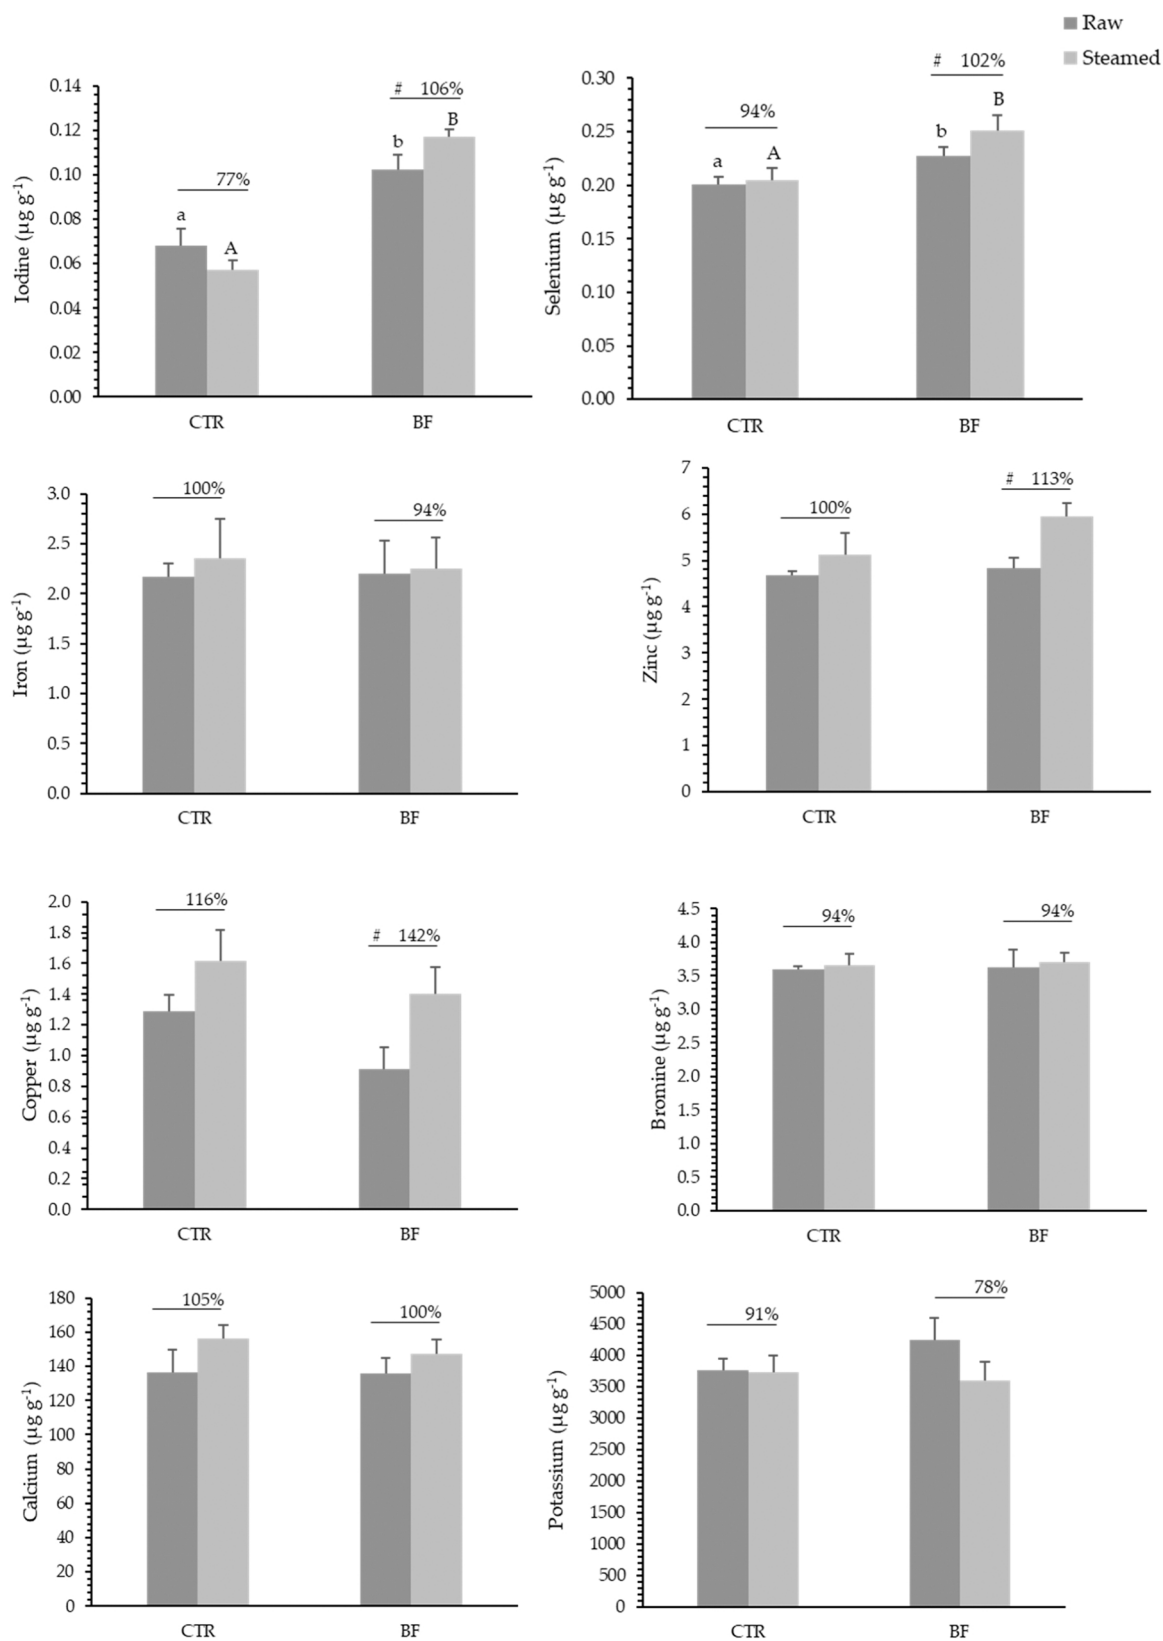 Raw
Steamed
Iodine (µg g-1)
0.14
0.12
0.10
0.08
0.06
0.04
0.02
0.00
77%
a
A
# 106%
b
B
CTR
BF
Selenium (µg g-1)
0.30
0.25
0.20
0.15
0.10
0.05
0.00
94%
a
A
# 102%
b
B
CTR
BF
Iron (µg g-1)
3.0
2.5
2.0
1.5
1.0
0.5
0.0
100%
94%
CTR
BF
Zinc (µg g-1)
7
6
5
4
3
2
1
0
100%
# 113%
CTR
BF
Copper (µg g-1)
2.0
1.8
1.6
1.4
1.2
1.0
0.8
0.6
0.4
0.2
0.0
116%
# 142%
CTR
BF
Bromine (µg g-1)
4.5
4.0
3.5
3.0
2.5
2.0
1.5
1.0
0.5
0.0
94%
94%
CTR
BF
Calcium (µg g-1)
180
160
140
120
100
80
60
40
20
0
105%
100%
CTR
BF
Potassium (µg g-1)
5000
4500
4000
3500
3000
2500
2000
1500
1000
500
0
91%
78%
CTR
BF